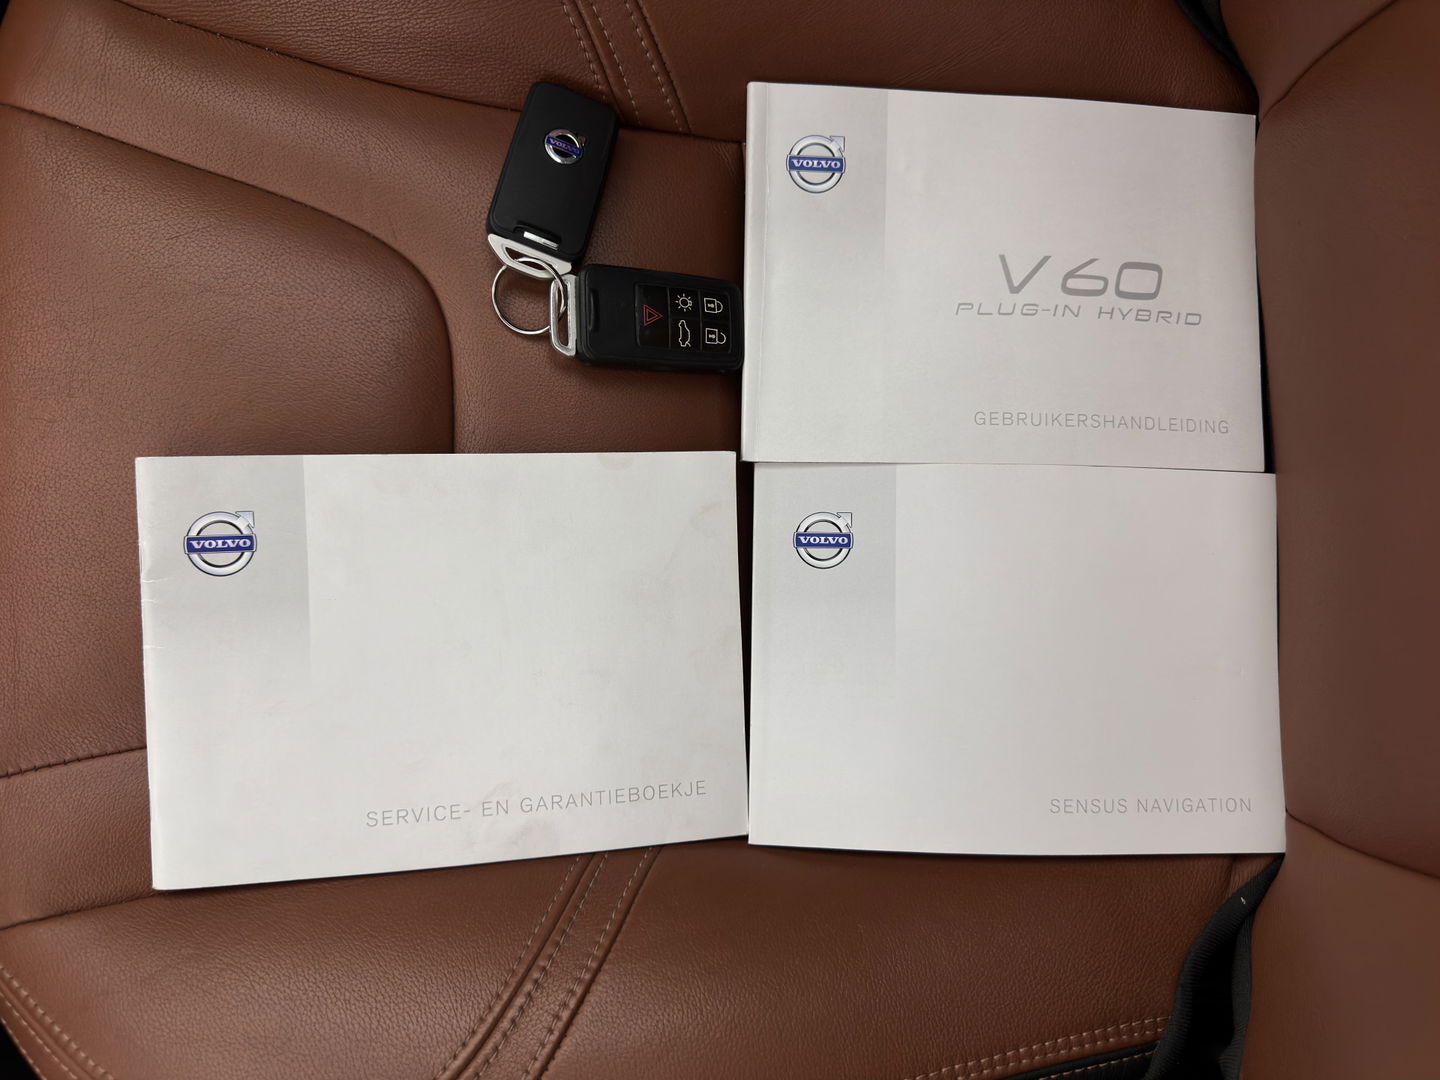 VOLVO
VOLVO
V60
PLUG-IN HYBRID
GEBRUIKERSHANDLEIDING
VOLVO
SERVICE- EN GARANTIEBOEKJE
VOLVO
SENSUS NAVIGATION